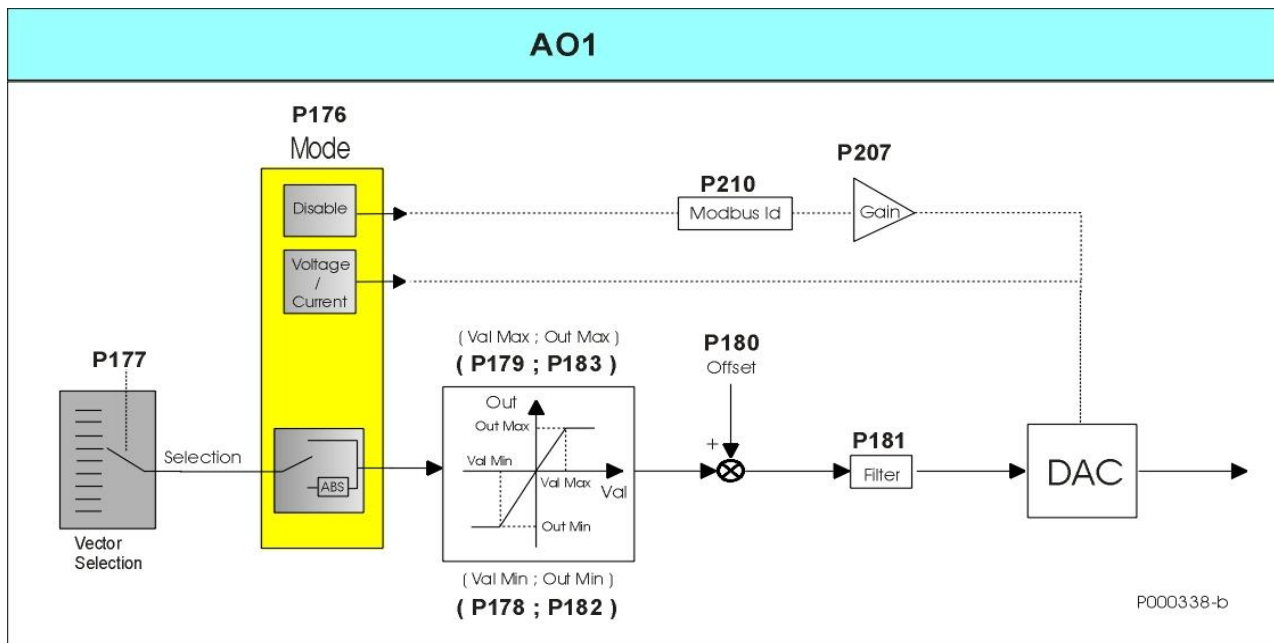 AO1
P176
Mode
P207
P210
Disable
Modbus Id
Gain
Voltage
/
Current
( Val Max ; Out Max )
( P179 ; P183 )
P180
Offset
P177
Out
Out Max
+
P181
Selection
Val Min
Val Max
Val
Filter
DAC
ABS
Out Min
Vector
Selection
( Val Min ; Out Min )
( P178 ; P182 )
P000338-b